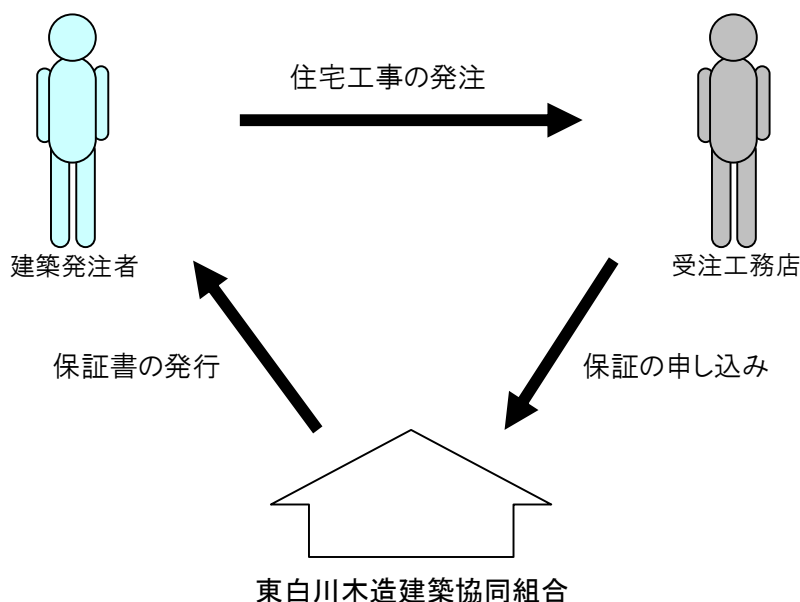 住宅工事の発注
建築発注者
受注工務店
保証書の発行
保証の申し込み
東白川木造建築協同組合